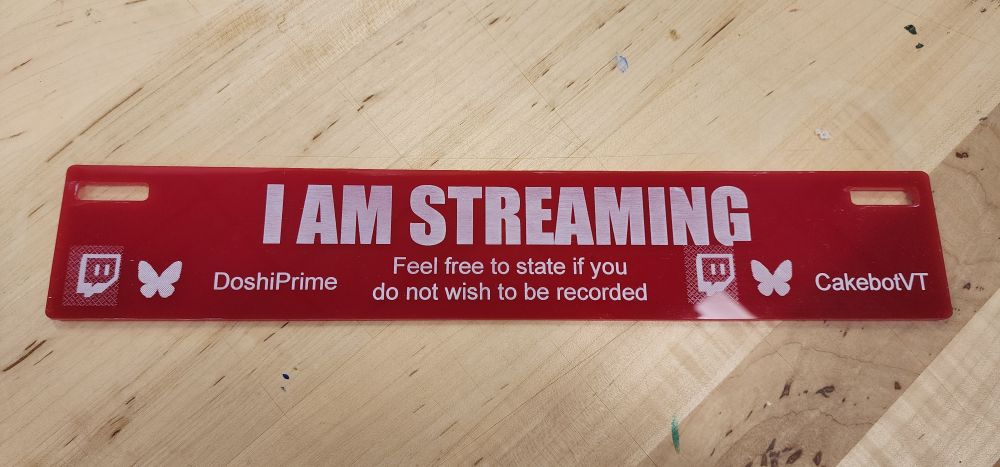 I AM STREAMING
DoshiPrime
Feel free to state if you
do not wish to be recorded
CakebotVT